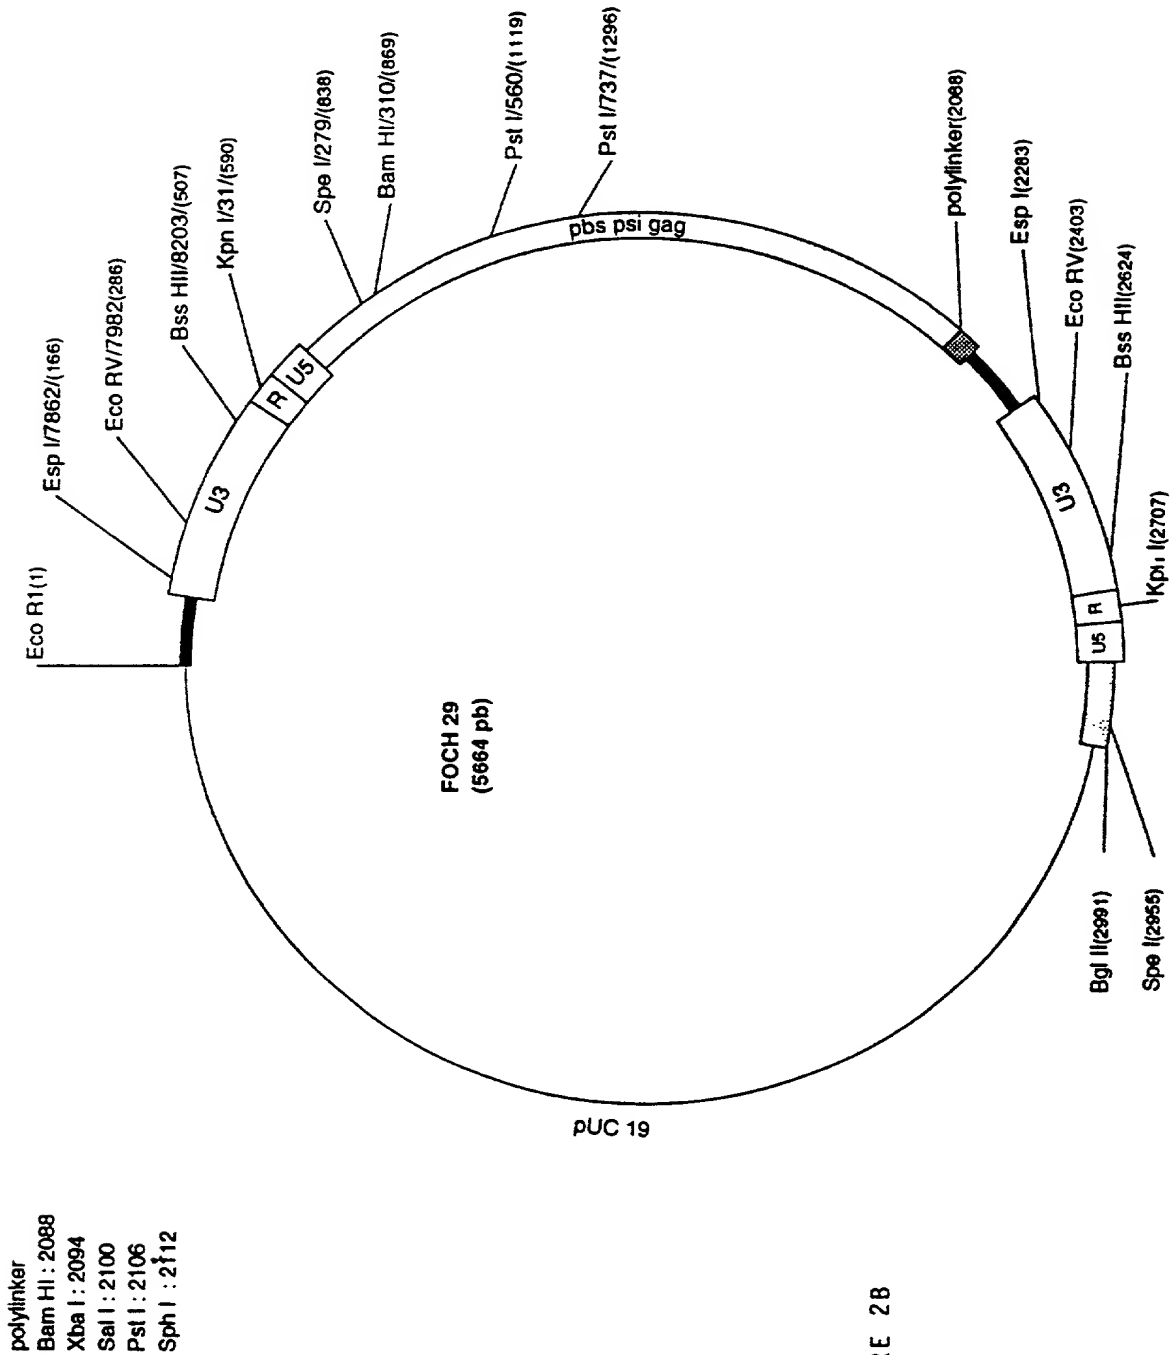 Eco R1(1)
Esp I/7862/(166)
Eco RV/7982(286)
Bss HII/8203/(507)
Kpn I/31/(590)
Spe I/279/(838)
Bam HI/310/(869)
Pst I/560/(1119)
Pst I/737/(1296)
polylinker(2088)
Esp I(2283)
Eco RV(2403)
Bss HII(2624)
Kpn I(2707)
Spe I(2955)
Bgl II(2991)
U3
R
U5
pbs psi gag
U3
R
U5
FOCH 29
(5664 pb)
pUC 19
polylinker
Bam HI : 2088
Xba I : 2094
Sal I : 2100
Pst I : 2106
Sph I : 2112
2B